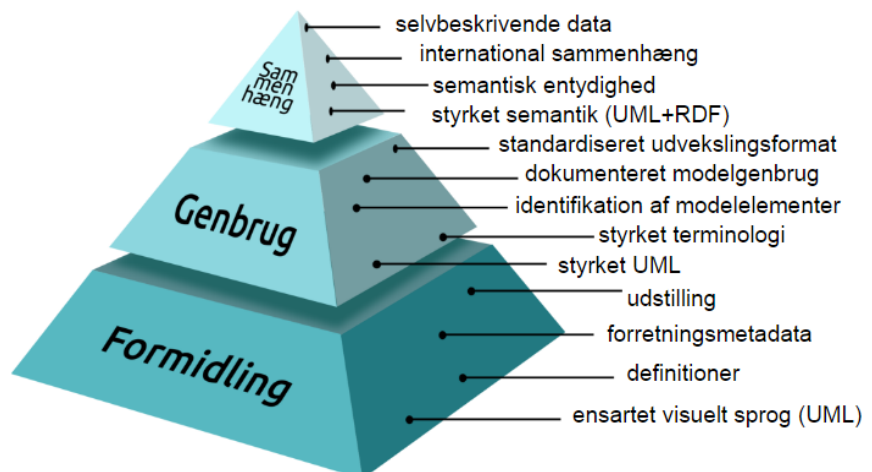 selvbeskrivende data
international sammenhæng
Sam
men
hæng
semantisk entydighed
styrket semantik (UML+RDF)
standardiseret udvekslingsformat
dokumenteret modelgenbrug
Genbrug
identifikation af modelelementer
styrket terminologi
styrket UML
udstilling
forretningsmetadata
Formidling
definitioner
ensartet visuelt sprog (UML)